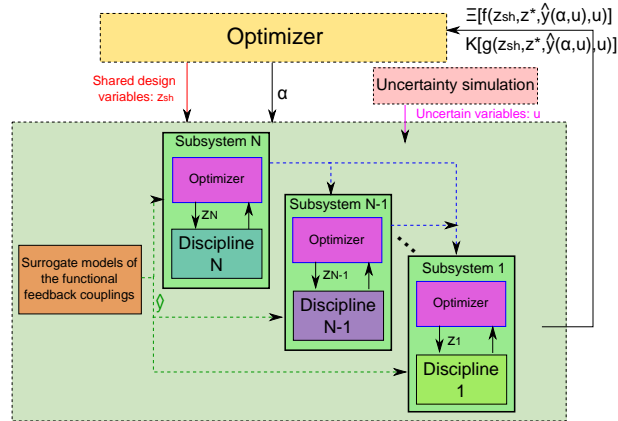 Optimizer
Ξ[f(zsh,z*,ŷ(α,u),u)]
K[g(zsh,z*,ŷ(α,u),u)]
Shared design
variables: zsh
α
Uncertainty simulation
Uncertain variables: u
Subsystem N
Optimizer
zN
Discipline
N
Subsystem N-1
Optimizer
zN-1
Discipline
N-1
Subsystem 1
Optimizer
z1
Discipline
1
Surrogate models of
the functional
feedback couplings
ŷ